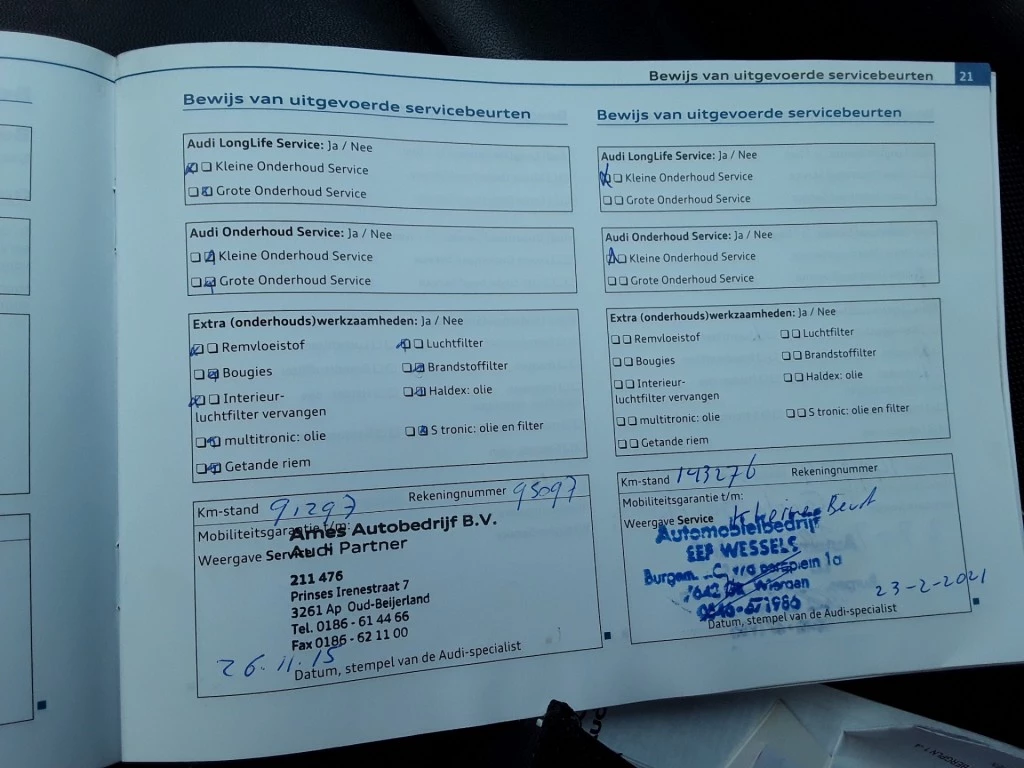 Bewijs van uitgevoerde servicebeurten 21
Bewijs van uitgevoerde servicebeurten
Audi LongLife Service: Ja / Nee
Kleine Onderhoud Service
Grote Onderhoud Service
Audi Onderhoud Service: Ja / Nee
Kleine Onderhoud Service
Grote Onderhoud Service
Extra (onderhouds)werkzaamheden: Ja / Nee
Remvloeistof
Luchtfilter
Bougies
Brandstoffilter
Interieur-
luchtfilter vervangen
Haldex: olie
multitronic: olie
S tronic: olie en filter
Getande riem
Km-stand 91297 Rekeningnummer 95097
Mobiliteitsgarantie t/m:
Arnes Autobedrijf B.V.
Weergave Service
Audi Partner
211 476
Prinses Irenestraat 7
3261 Ap Oud-Beijerland
Tel. 0186 - 61 44 66
Fax 0186 - 62 11 00
26.11.15
Datum, stempel van de Audi-specialist
Bewijs van uitgevoerde servicebeurten
Audi LongLife Service: Ja / Nee
Kleine Onderhoud Service
Grote Onderhoud Service
Audi Onderhoud Service: Ja / Nee
Kleine Onderhoud Service
Grote Onderhoud Service
Extra (onderhouds)werkzaamheden: Ja / Nee
Remvloeistof
Luchtfilter
Bougies
Brandstoffilter
Interieur-
luchtfilter vervangen
Haldex: olie
multitronic: olie
S tronic: olie en filter
Getande riem
Km-stand 143276 Rekeningnummer
Mobiliteitsgarantie t/m:
Weergave Service
Automobielbedrijf
EEF WESSELS
Burgem. 1a
Wierden
23-2-2021
Datum, stempel van de Audi-specialist